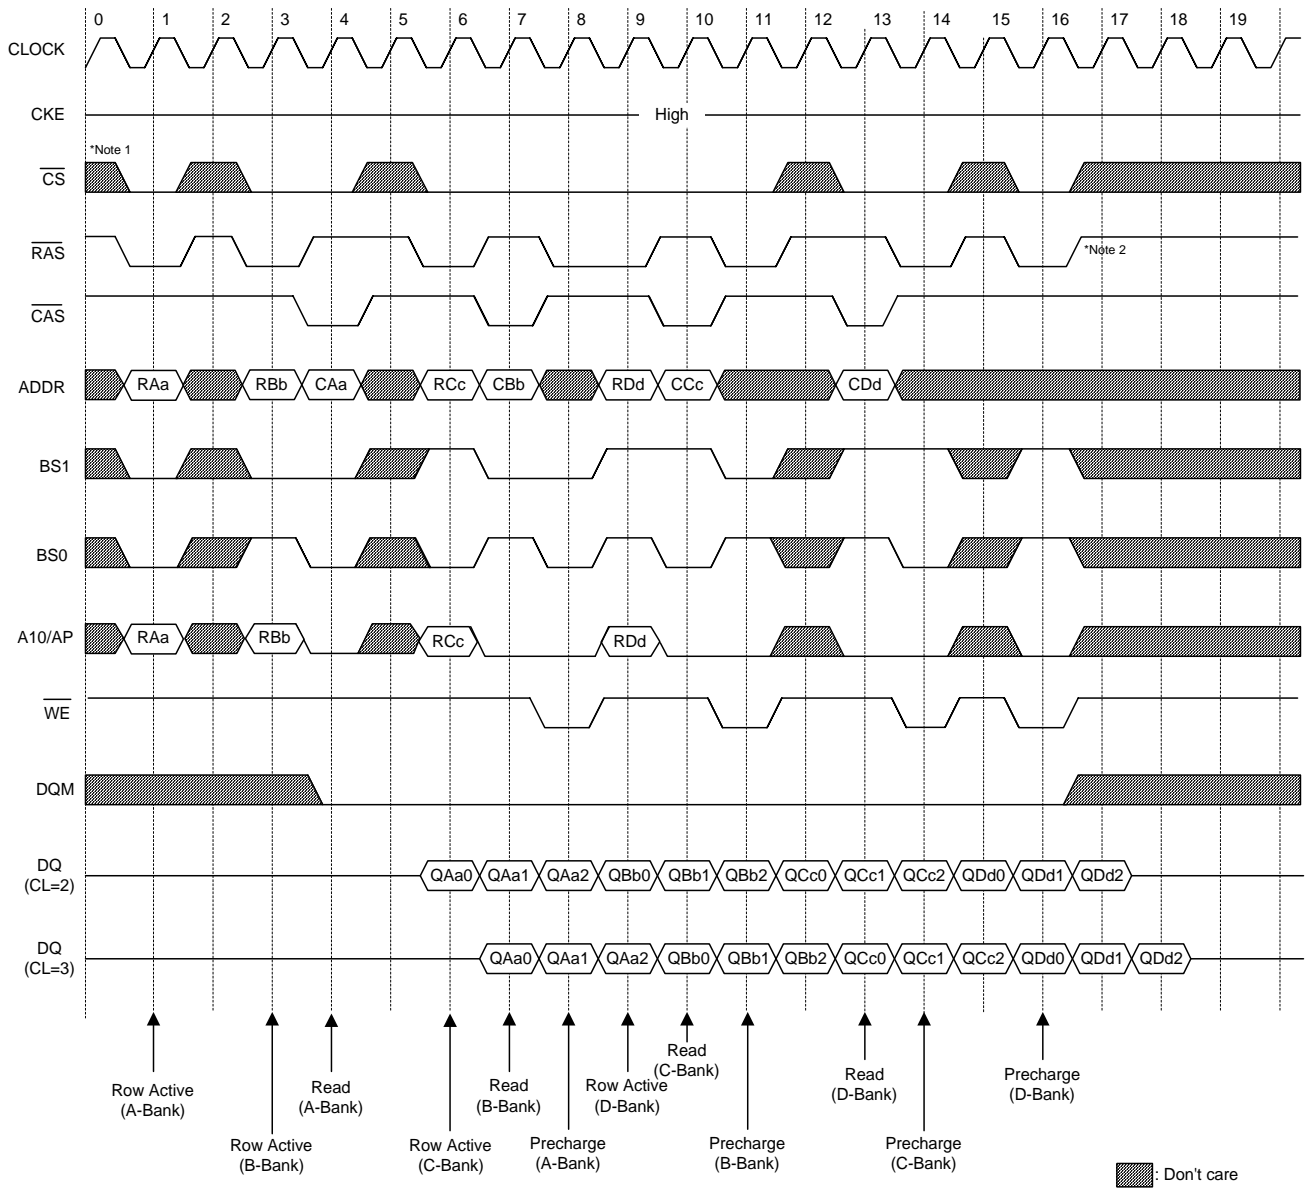 0 1 2 3 4 5 6 7 8 9 10 11 12 13 14 15 16 17 18 19
CLOCK
CKE High
*Note 1
CS
RAS *Note 2
CAS
ADDR RAa RBb CAa RCc CBb RDd CCc CDd
BS1
BS0
A10/AP RAa RBb RCc RDd
WE
DQM
DQ
(CL=2)
QAa0 QAa1 QAa2 QBb0 QBb1 QBb2 QCc0 QCc1 QCc2 QDd0 QDd1 QDd2
DQ
(CL=3)
QAa0 QAa1 QAa2 QBb0 QBb1 QBb2 QCc0 QCc1 QCc2 QDd0 QDd1 QDd2
Row Active
(A-Bank)
Row Active
(B-Bank)
Read
(A-Bank)
Row Active
(C-Bank)
Read
(B-Bank)
Precharge
(A-Bank)
Row Active
(D-Bank)
Read
(C-Bank)
Precharge
(B-Bank)
Read
(D-Bank)
Precharge
(C-Bank)
Precharge
(D-Bank)
: Don't care